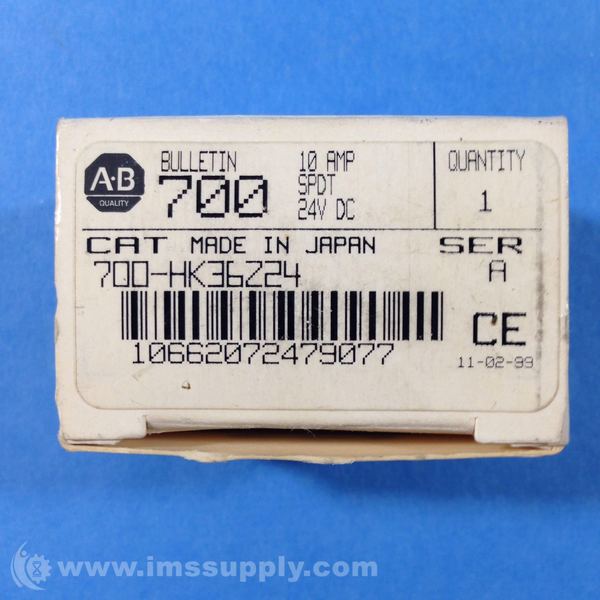 A-B
QUALITY
BULLETIN
700
10 AMP
SPDT
24V DC
QUANTITY
1
CAT MADE IN JAPAN SER
700-HK36Z24 A
10662072479077
CE
11-02-99
www.imssupply.com